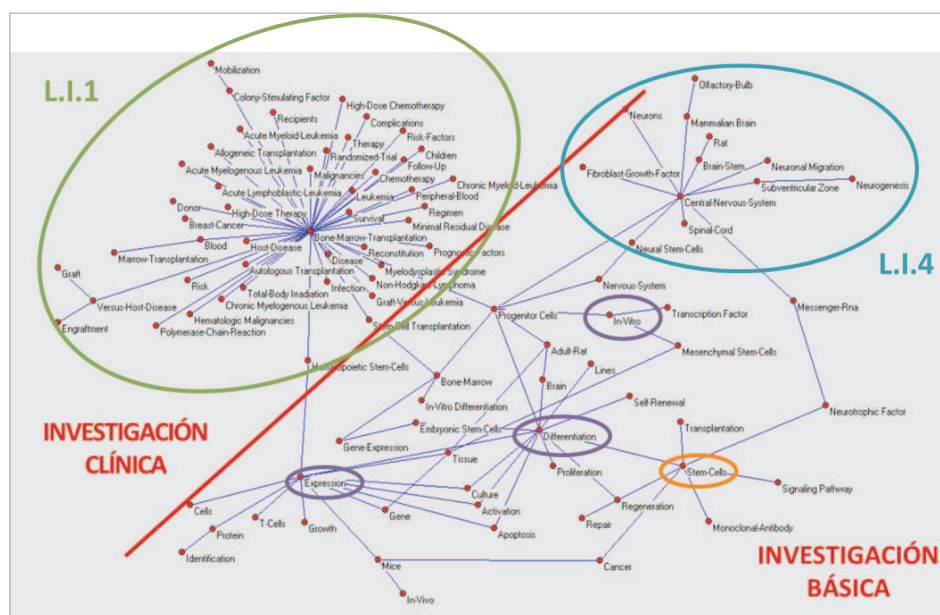 L.I.1
Mobilization
Colony-Stimulating Factor
High-Dose Chemotherapy
Recipients
Complications
Acute Myeloid-Leukemia
Therapy
Risk-Factors
Allogeneic Transplantation
Randomized-Trial
Children
Follow-Up
Acute Myelogenous Leukemia
Malignancies
Chemotherapy
Chronic Myeloid-Leukemia
Acute Lymphoblastic-Leukemia
Leukemia
Peripheral-Blood
Donor
High-Dose Therapy
Survival
Regimen
Breast-Cancer
Minimal Residual Disease
Bone-Marrow-Transplantation
Blood
Host-Disease
Reconstitution
Prognostic Factors
Marrow-Transplantation
Disease
Graft
Autologous Transplantation
Myelodysplastic Syndrome
Risk
Infection
Non-Hodgkins-Lymphoma
Total-Body Irradiation
Versus-Host-Disease
Chronic Myelogenous Leukemia
Graft-Versus-Leukemia
Engraftment
Hematologic Malignancies
Polymerase-Chain-Reaction
Stem-Cell Transplantation
Hematopoietic Stem-Cells
Olfactory-Bulb
Neurons
Mammalian Brain
Rat
Fibroblast-Growth-Factor
Brain-Stem
Neuronal Migration
Subventricular Zone
Neurogenesis
Central-Nervous-System
Spinal-Cord
Neural Stem-Cells
L.I.4
Nervous-System
Messenger-Rna
Progenitor Cells
In-Vitro
Transcription Factor
Adult-Rat
Mesenchymal Stem-Cells
Bone-Marrow
Brain
Lines
In-Vitro Differentiation
Self-Renewal
Neurotrophic Factor
INVESTIGACIÓN
CLÍNICA
Embryonic Stem-Cells
Differentiation
Transplantation
Gene-Expression
Tissue
Proliferation
Stem-Cells
Expression
Signaling Pathway
Culture
Cells
Activation
Regeneration
Gene
T-Cells
Growth
Apoptosis
Repair
Monoclonal-Antibody
Protein
Identification
Mice
Cancer
In-Vivo
INVESTIGACIÓN
BÁSICA